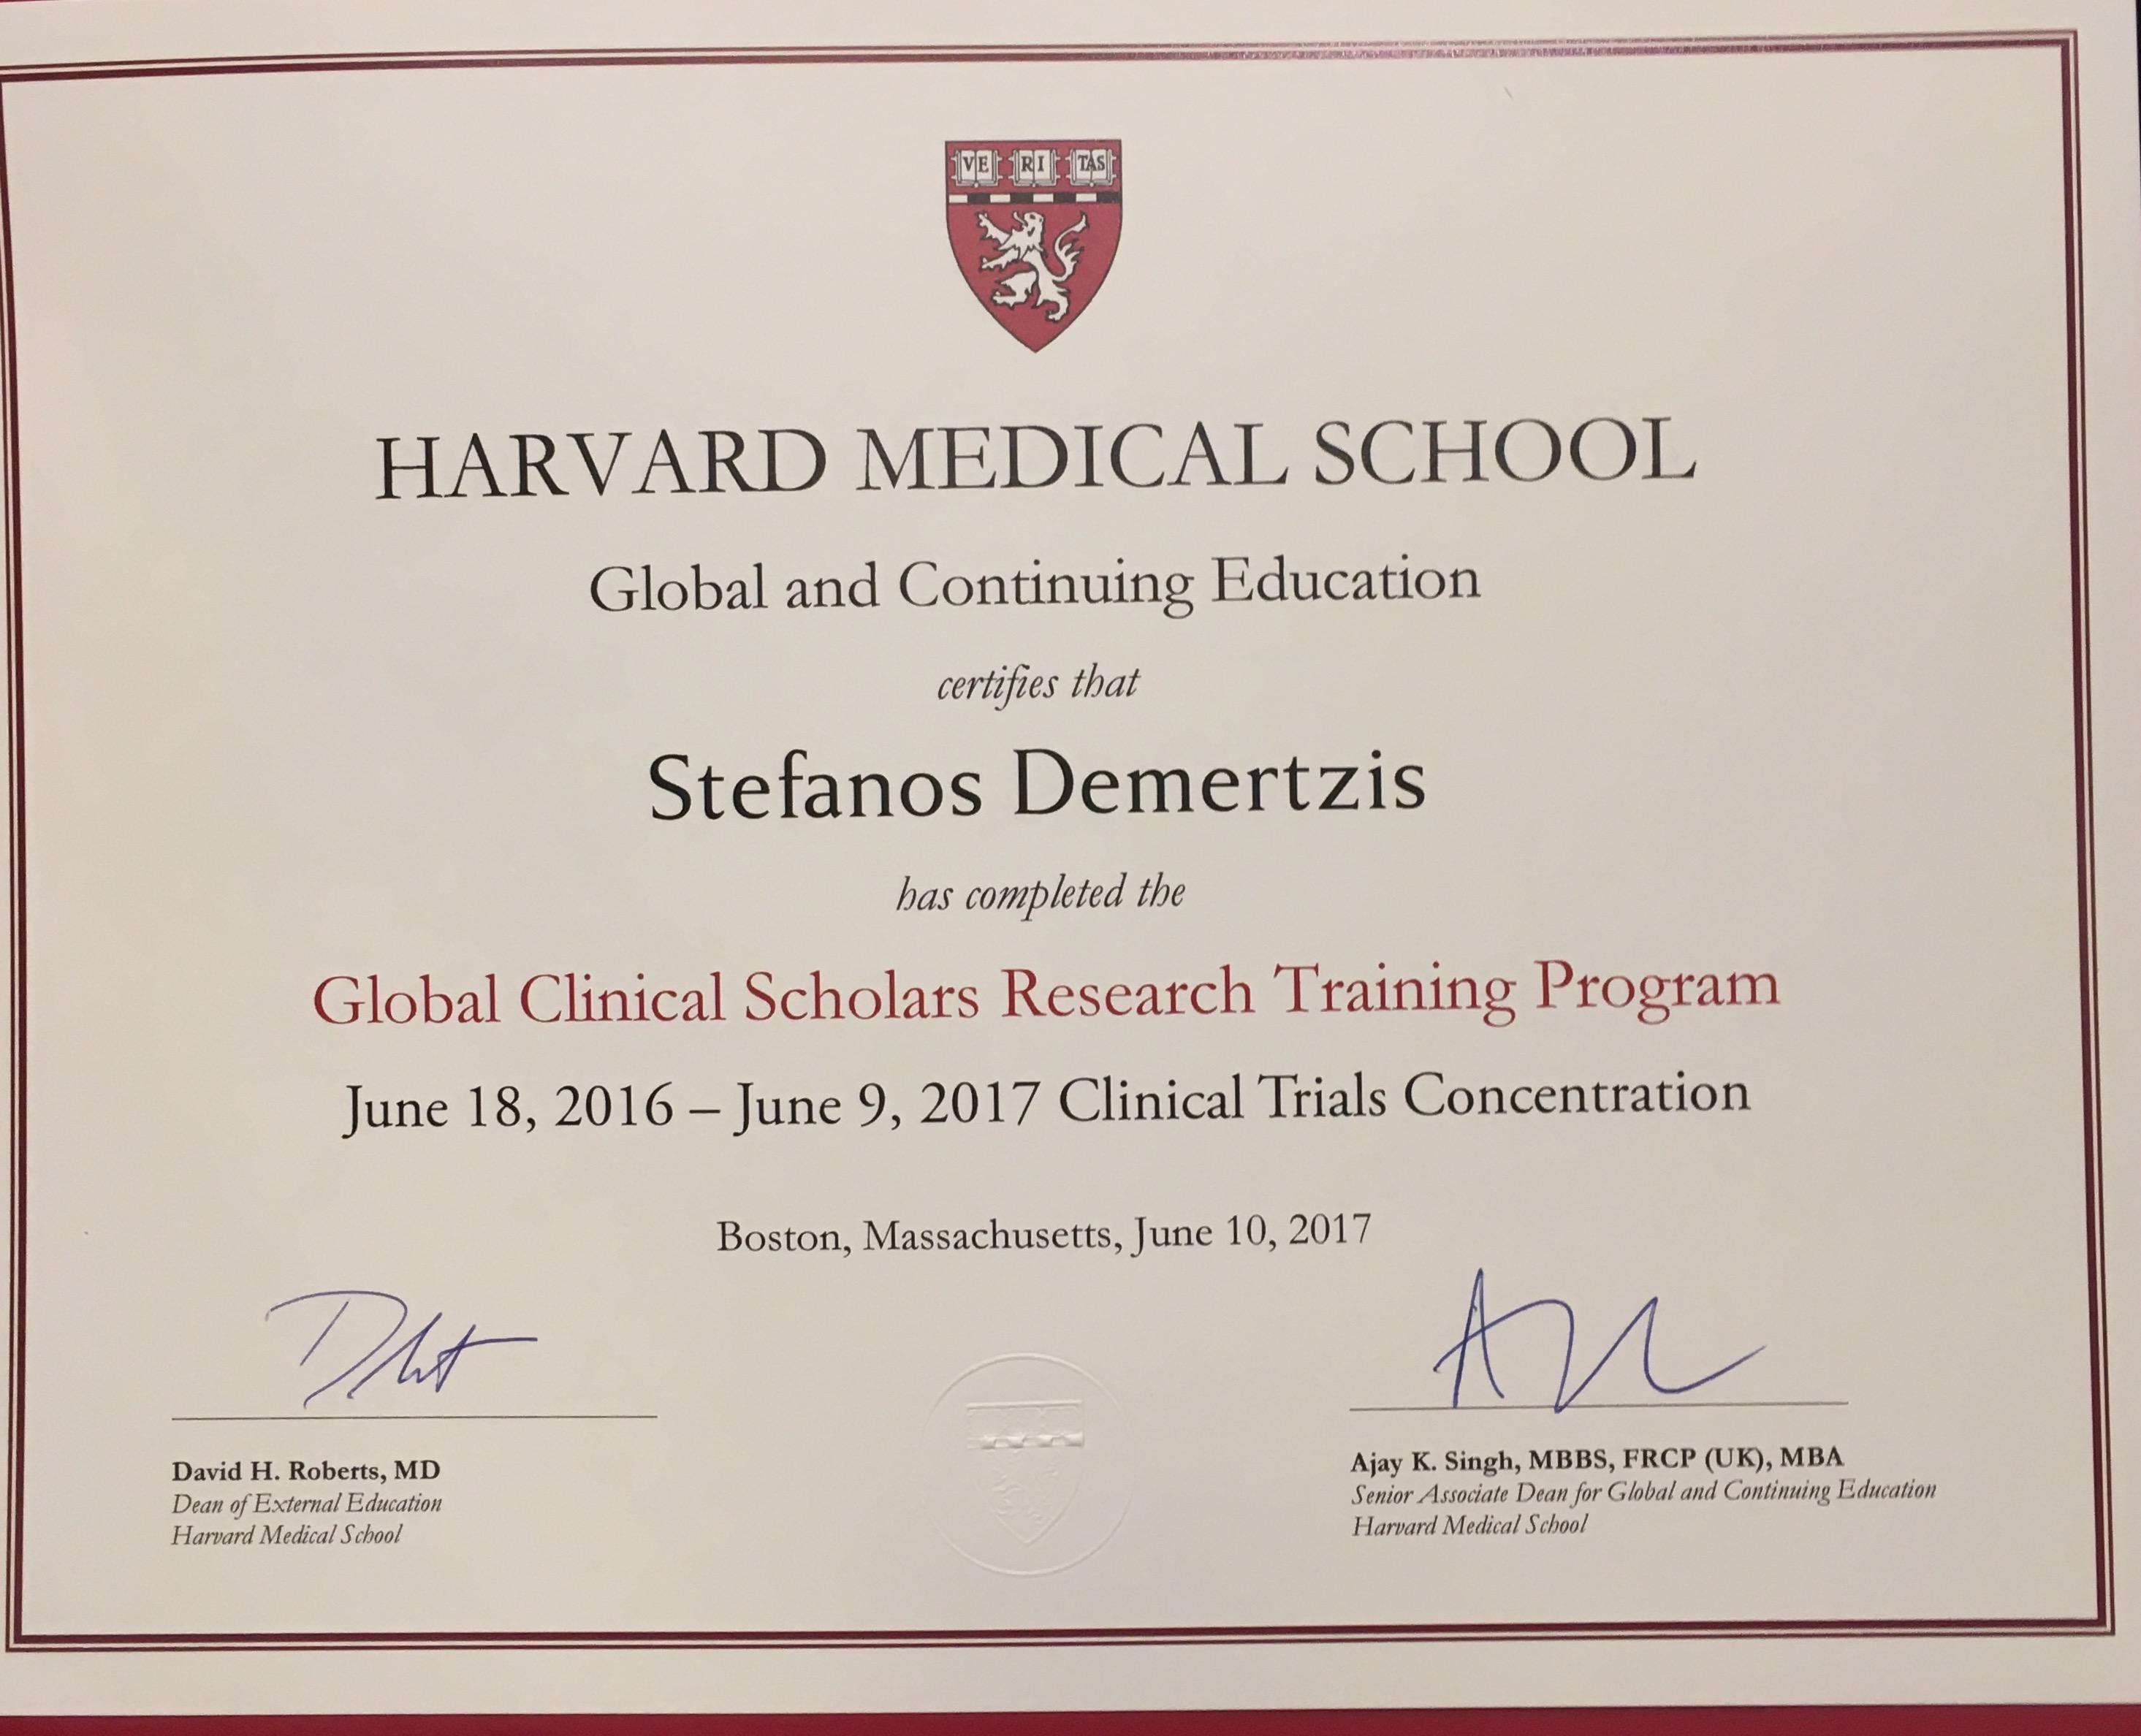 VE RI TAS
HARVARD MEDICAL SCHOOL
Global and Continuing Education
certifies that
Stefanos Demertzis
has completed the
Global Clinical Scholars Research Training Program
June 18, 2016 – June 9, 2017 Clinical Trials Concentration
Boston, Massachusetts, June 10, 2017
David H. Roberts, MD
Dean of External Education
Harvard Medical School
Ajay K. Singh, MBBS, FRCP (UK), MBA
Senior Associate Dean for Global and Continuing Education
Harvard Medical School